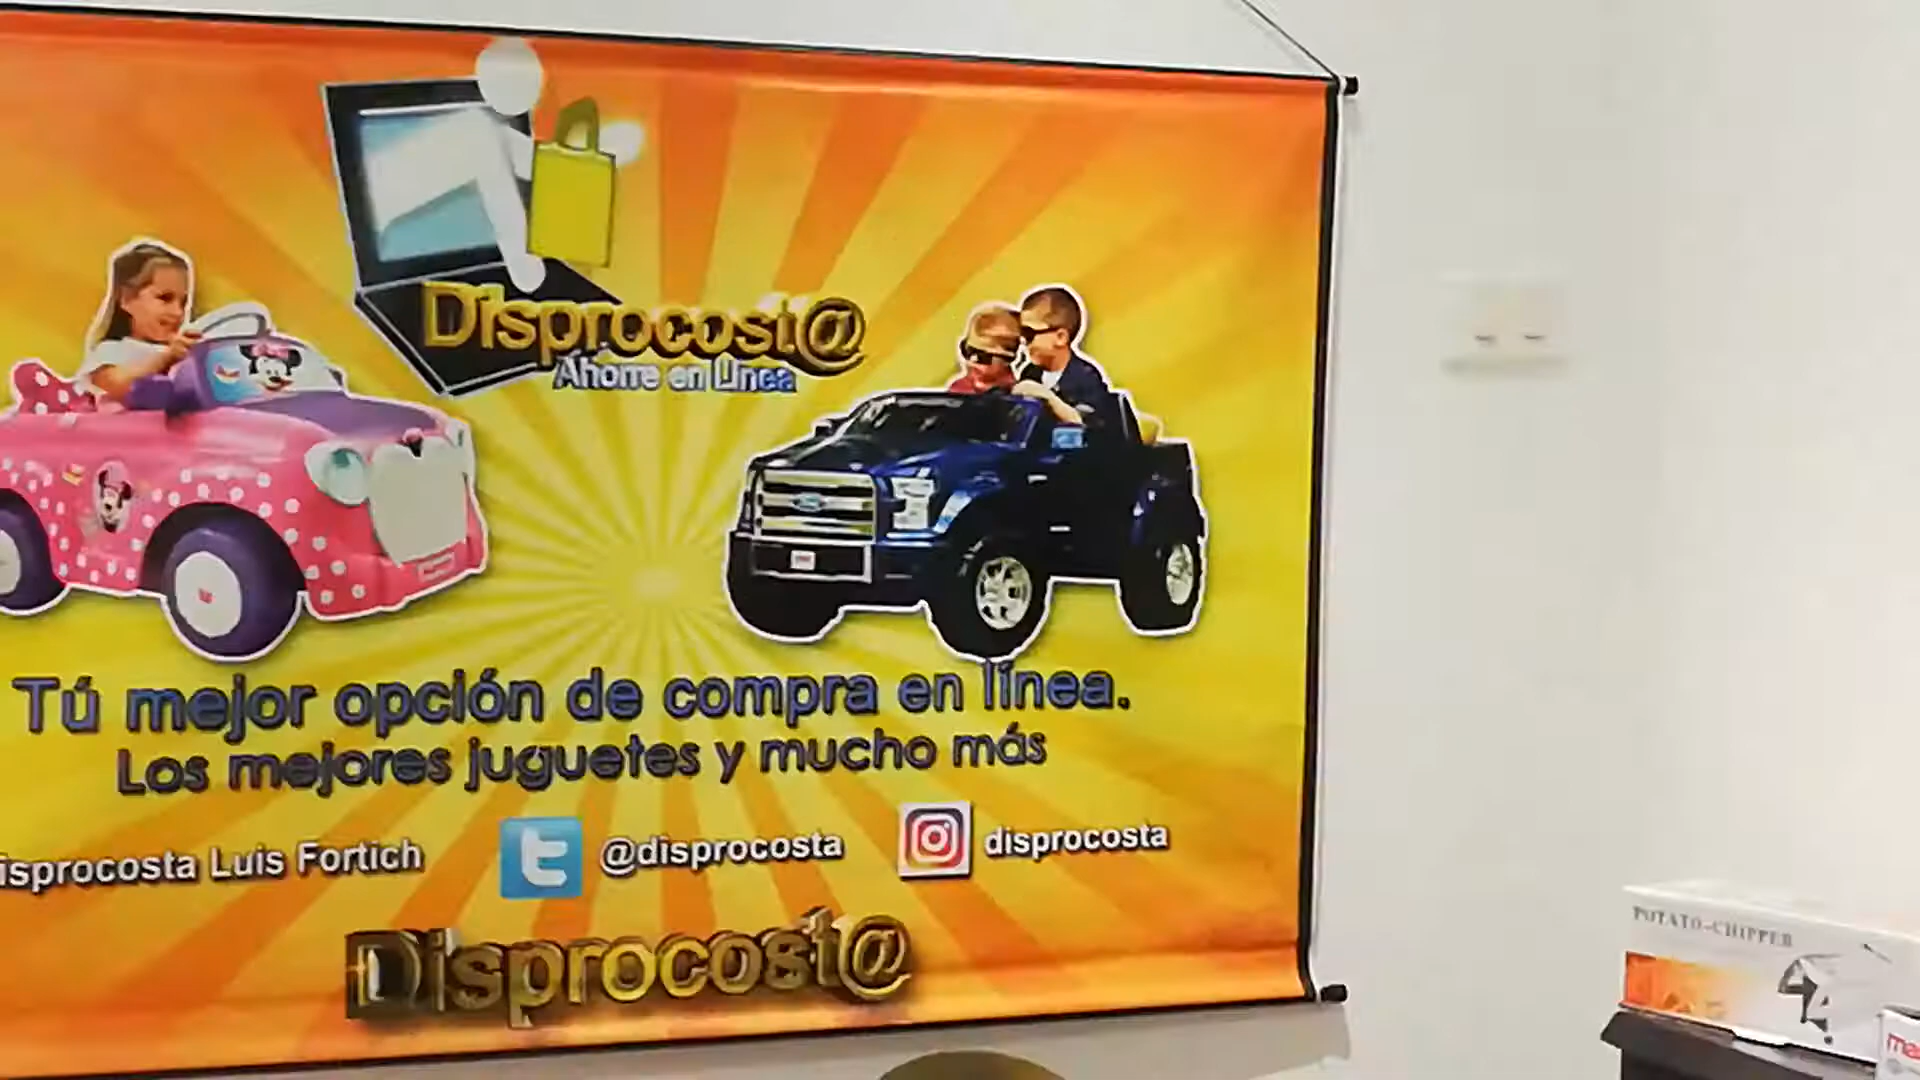 Disprocost@
Ahorre en Línea
Tú mejor opción de compra en línea.
Los mejores juguetes y mucho más
isprocosta Luis Fortich
@disprocosta
disprocosta
Disprocost@
POTATO-CHIPPER